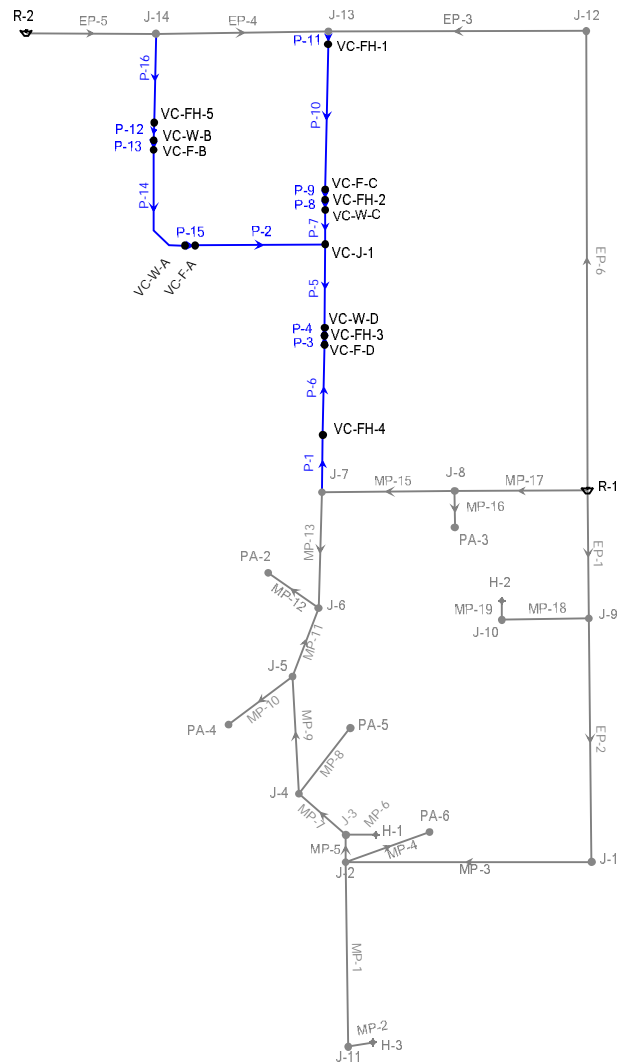 R-2
EP-5
J-14
EP-4
J-13
EP-3
J-12
P-11
VC-FH-1
P-16
P-10
VC-FH-5
P-12
VC-W-B
P-13
VC-F-B
P-14
VC-F-C
P-9
VC-FH-2
P-8
VC-W-C
P-7
P-15
P-2
VC-J-1
VC-W-A
VC-F-A
EP-6
P-5
VC-W-D
P-4
VC-FH-3
P-3
VC-F-D
P-6
VC-FH-4
P-1
J-7
MP-15
J-8
MP-17
R-1
MP-16
PA-3
MP-13
EP-1
PA-2
MP-12
J-6
H-2
MP-19
MP-18
J-9
J-10
MP-11
J-5
MP-10
PA-4
MP-9
PA-5
MP-8
EP-2
J-4
MP-7
J-3
MP-6
H-1
PA-6
MP-5
MP-4
J-2
MP-3
J-1
MP-1
MP-2
H-3
J-11